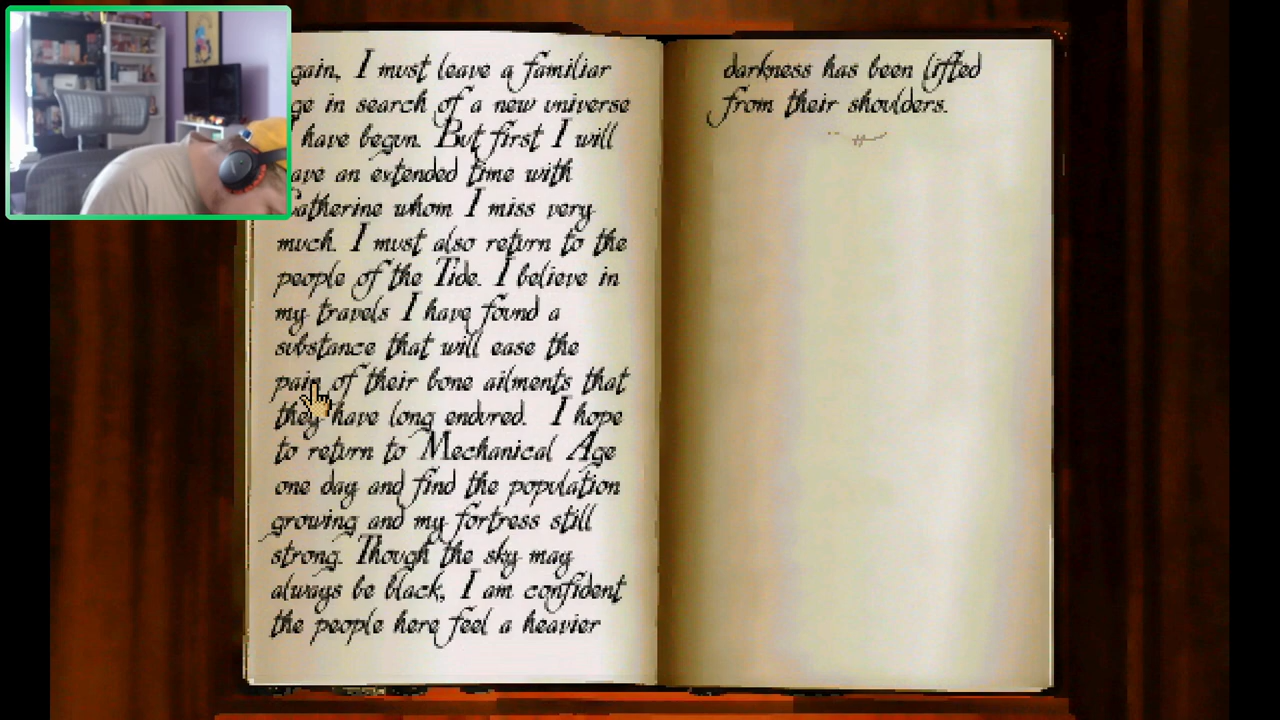 gain, I must leave a familiar
ge in search of a new universe
I have begun. But first I will
ave an extended time with
atherine whom I miss very
much. I must also return to the
people of the Tide. I believe in
my travels I have found a
substance that will ease the
pain of their bone ailments that
they have long endured. I hope
to return to Mechanical Age
one day and find the population
growing and my fortress still
strong. Though the sky may
always be black, I am confident
the people here feel a heavier
darkness has been lifted
from their shoulders.